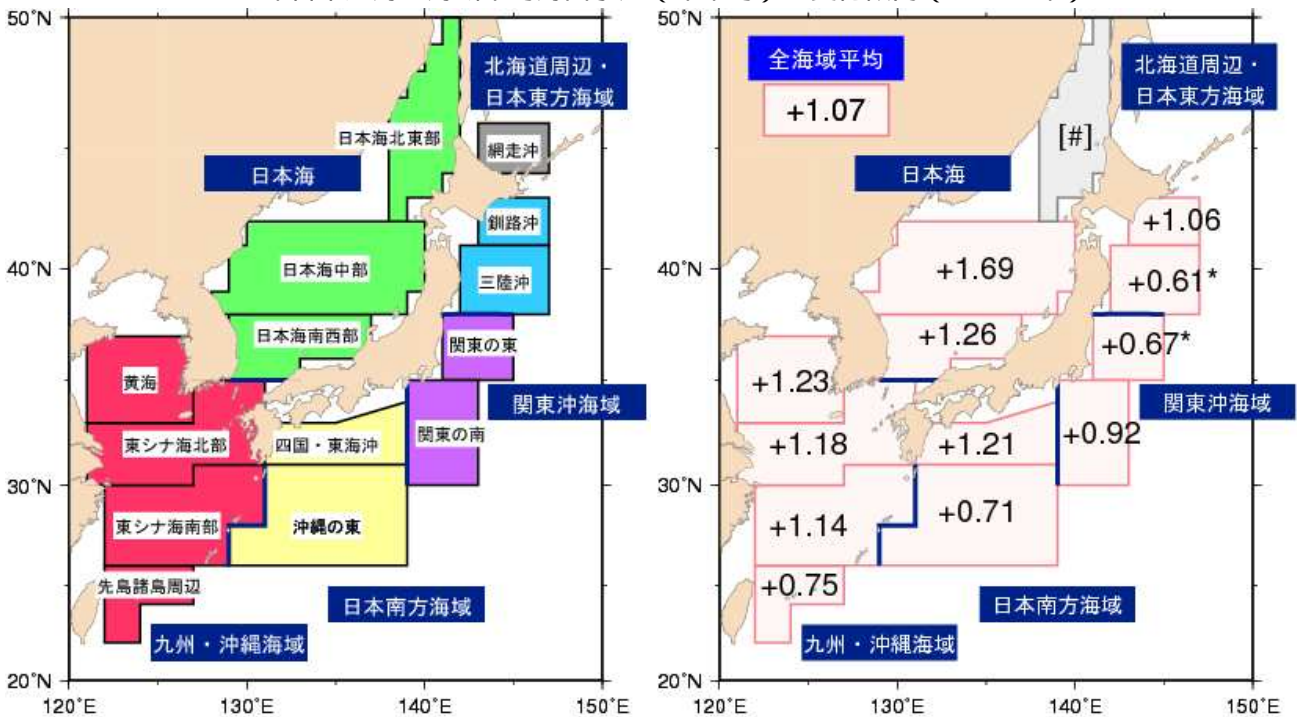 50°N
40°N
30°N
20°N
120°E
130°E
140°E
150°E
北海道周辺・
日本東方海域
日本海北東部
網走沖
日本海
釧路沖
日本海中部
三陸沖
日本海南西部
関東の東
黄海
関東沖海域
東シナ海北部
四国・東海沖
関東の南
東シナ海南部
沖縄の東
先島諸島周辺
日本南方海域
九州・沖縄海域
50°N
40°N
30°N
20°N
120°E
130°E
140°E
150°E
全海域平均
+1.07
北海道周辺・
日本東方海域
[#]
日本海
+1.06
+1.69
+0.61*
+1.26
+0.67*
+1.23
関東沖海域
+1.18
+1.21
+0.92
+1.14
+0.71
+0.75
日本南方海域
九州・沖縄海域